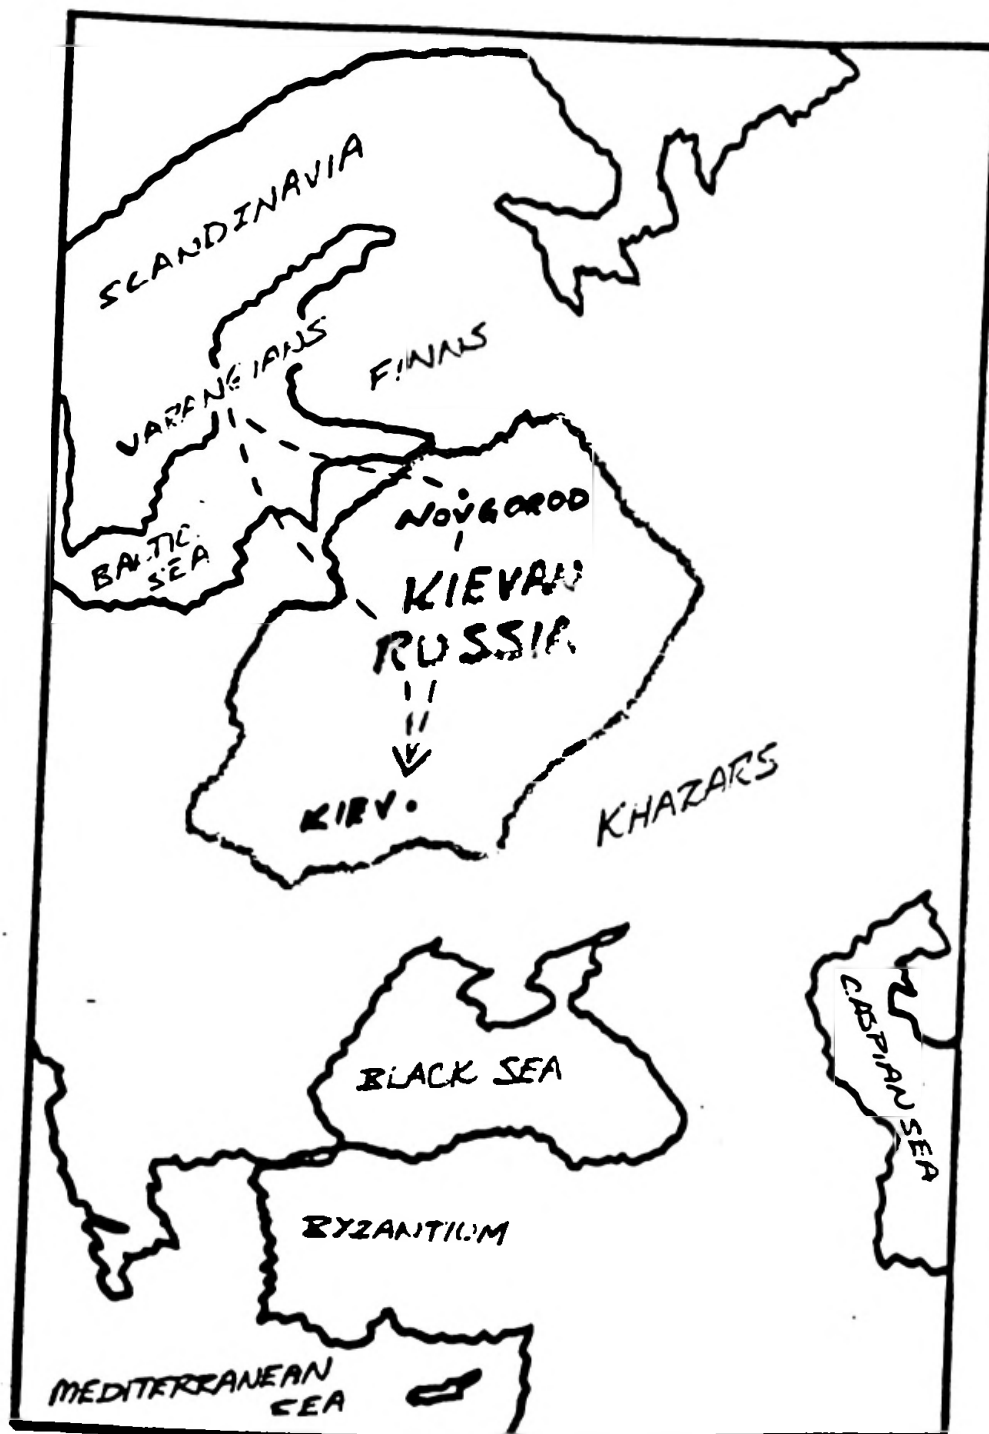 SCANDINAVIA
VARANGIANS
FINNS
BALTIC
SEA
NOVGOROD
KIEVAN
RUSSIA
KIEV
KHAZARS
CASPIAN SEA
BLACK SEA
BYZANTIUM
MEDITERRANEAN
SEA